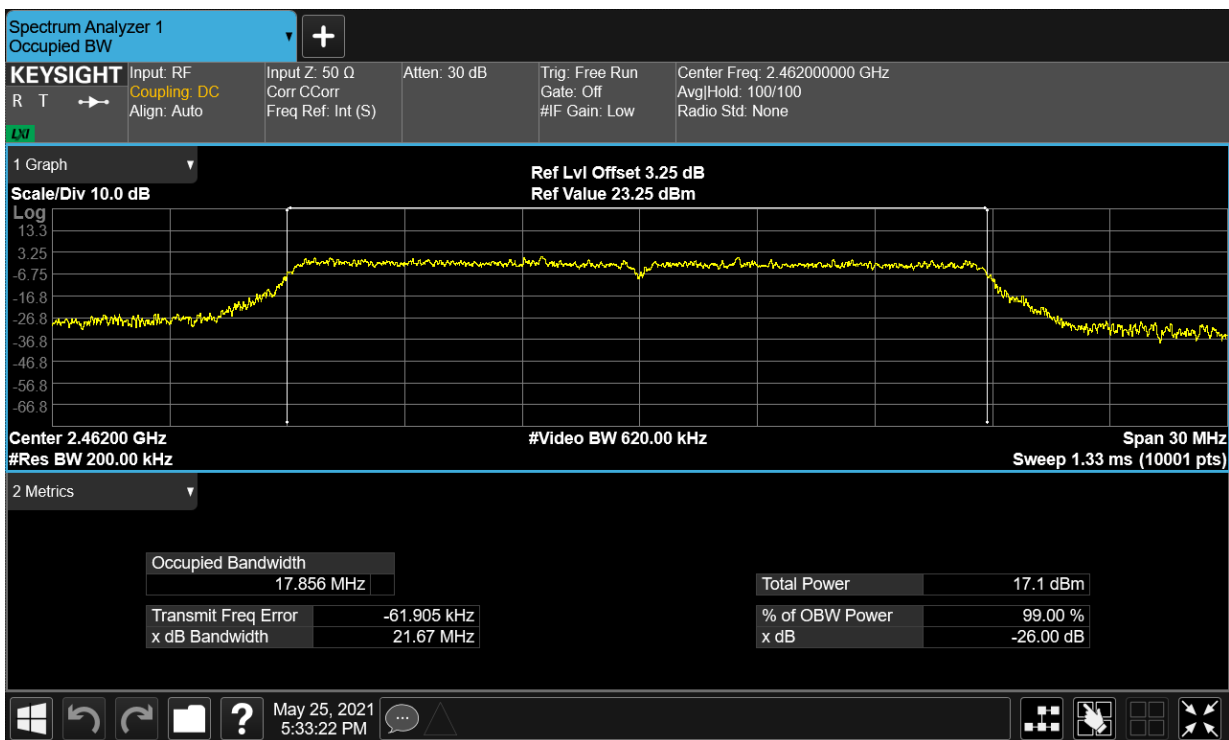 Spectrum Analyzer 1
Occupied BW
+
KEYSIGHT Input: RF Input Z: 50 Ω Atten: 30 dB Trig: Free Run Center Freq: 2.462000000 GHz
R T Coupling: DC Corr CCorr Gate: Off Avg|Hold: 100/100
Align: Auto Freq Ref: Int (S) #IF Gain: Low Radio Std: None
LXI
1 Graph
Ref Lvl Offset 3.25 dB
Scale/Div 10.0 dB Ref Value 23.25 dBm
Log
13.3
3.25
-6.75
-16.8
-26.8
-36.8
-46.8
-56.8
-66.8
Center 2.46200 GHz #Video BW 620.00 kHz Span 30 MHz
#Res BW 200.00 kHz Sweep 1.33 ms (10001 pts)
2 Metrics
Occupied Bandwidth
17.856 MHz Total Power 17.1 dBm
Transmit Freq Error -61.905 kHz % of OBW Power 99.00 %
x dB Bandwidth 21.67 MHz x dB -26.00 dB
? May 25, 2021
5:33:22 PM